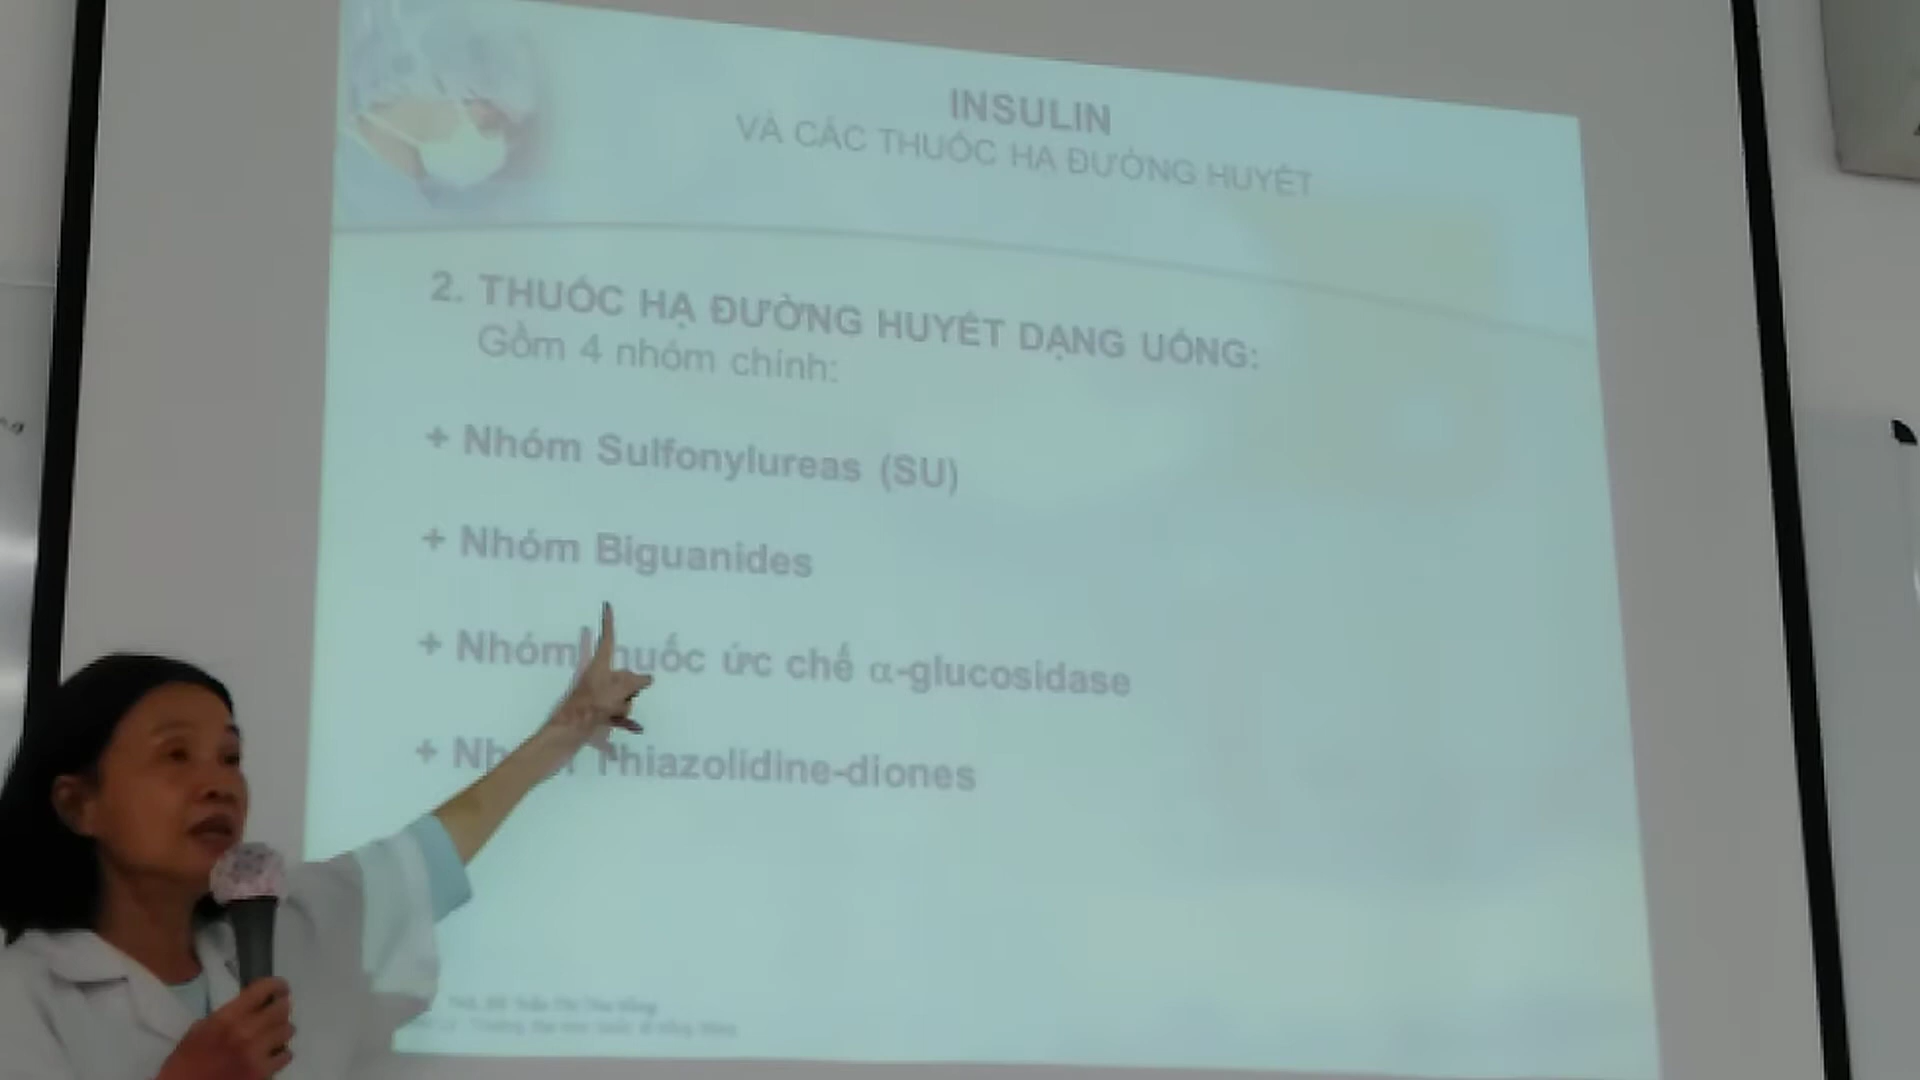 INSULIN
VÀ CÁC THUỐC HẠ ĐƯỜNG HUYẾT
2. THUỐC HẠ ĐƯỜNG HUYẾT DẠNG UỐNG:
Gồm 4 nhóm chính:
+ Nhóm Sulfonylureas (SU)
+ Nhóm Biguanides
+ Nhóm thuốc ức chế α-glucosidase
+ Nhóm Thiazolidine-diones